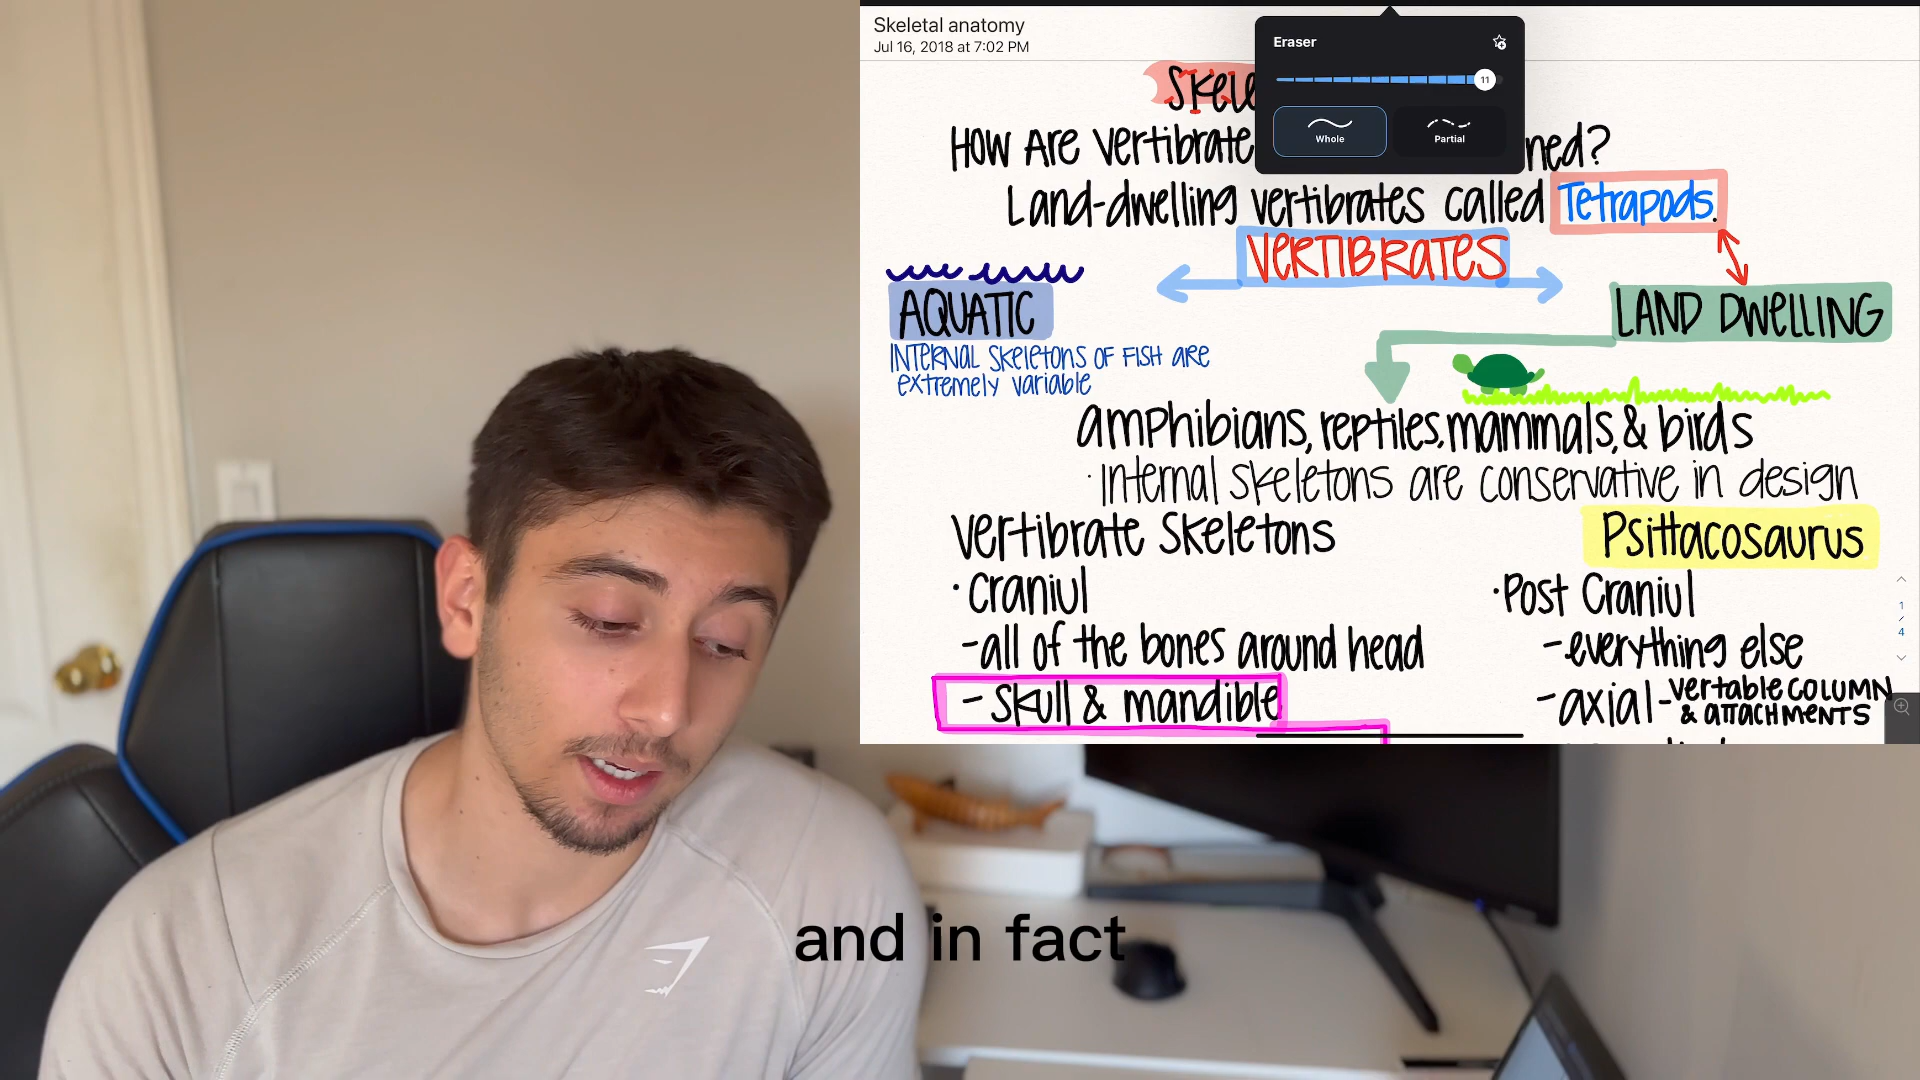 Skeletal anatomy
Jul 16, 2018 at 7:02 PM
Eraser
11
Whole
Partial
How Are Vertibrate
ned?
Land-dwelling vertibrates called Tetrapods.
VERTIBRATES
AQUATIC
LAND DWELLING
INTERNAL SKELETONS OF FISH ARE
extremely variable
amphibians, reptiles, mammals, & birds
· Internal skeletons are conservative in design
Vertibrate Skeletons
Psittacosaurus
· Craniul
· Post Craniul
- all of the bones around head
- everything else
- Skull & mandible
- axial - vertable COLUMN
& ATTACHMENTS
1
4
and in fact